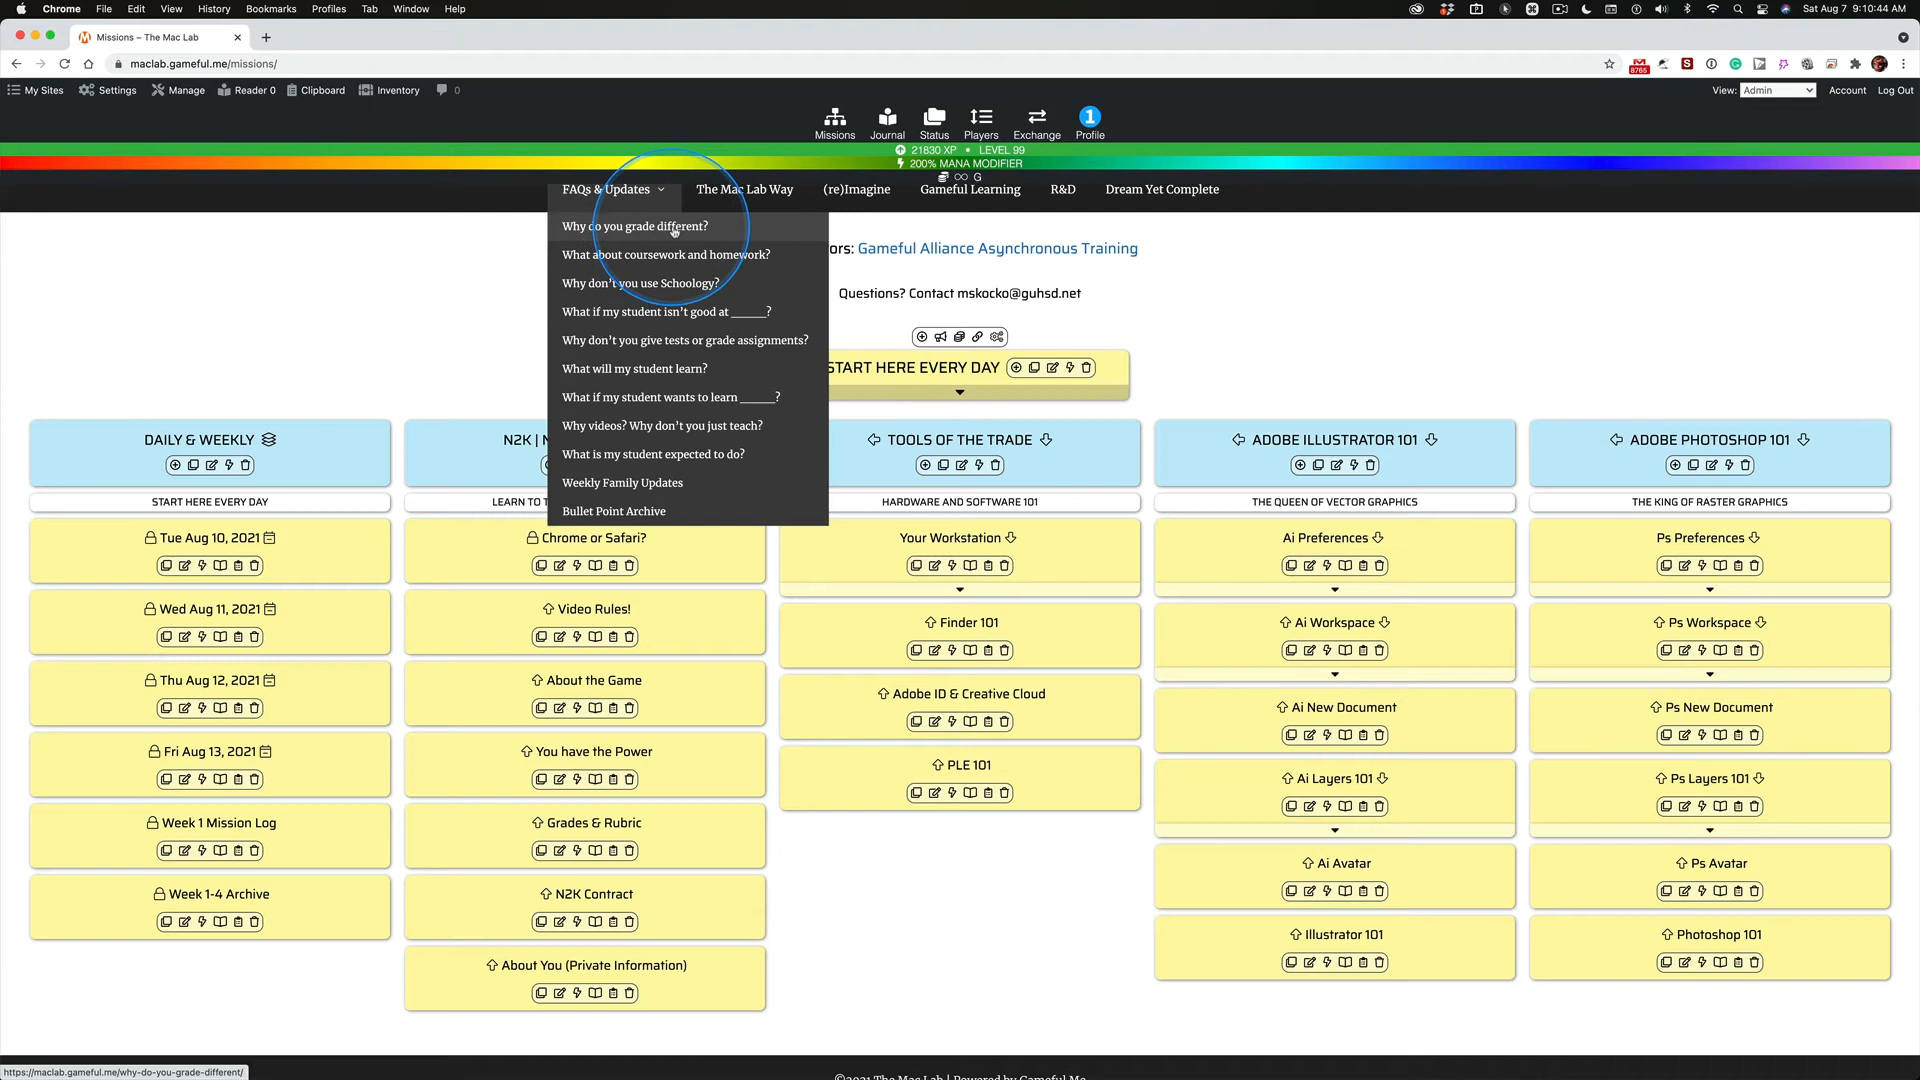 Chrome File Edit View History Bookmarks Profiles Tab Window Help Sat Aug 7 9:10:44 AM
Missions – The Mac Lab
maclab.gameful.me/missions/
8765
My Sites Settings Manage Reader 0 Clipboard Inventory 0 View: Admin Account Log Out
Missions Journal Status Players Exchange 1 Profile
21830 XP • LEVEL 99
200% MANA MODIFIER
∞ G
FAQs & Updates The Mac Lab Way (re)Imagine Gameful Learning R&D Dream Yet Complete
Why do you grade different?
What about coursework and homework?
Why don't you use Schoology?
What if my student isn't good at _____?
Why don't you give tests or grade assignments?
What will my student learn?
What if my student wants to learn _____?
Why videos? Why don't you just teach?
What is my student expected to do?
Weekly Family Updates
Bullet Point Archive
ors: Gameful Alliance Asynchronous Training
Questions? Contact mskocko@guhsd.net
START HERE EVERY DAY
DAILY & WEEKLY
START HERE EVERY DAY
Tue Aug 10, 2021
Wed Aug 11, 2021
Thu Aug 12, 2021
Fri Aug 13, 2021
Week 1 Mission Log
Week 1-4 Archive
N2K |
LEARN TO T
Chrome or Safari?
Video Rules!
About the Game
You have the Power
Grades & Rubric
N2K Contract
About You (Private Information)
TOOLS OF THE TRADE
HARDWARE AND SOFTWARE 101
Your Workstation
Finder 101
Adobe ID & Creative Cloud
PLE 101
ADOBE ILLUSTRATOR 101
THE QUEEN OF VECTOR GRAPHICS
Ai Preferences
Ai Workspace
Ai New Document
Ai Layers 101
Ai Avatar
Illustrator 101
ADOBE PHOTOSHOP 101
THE KING OF RASTER GRAPHICS
Ps Preferences
Ps Workspace
Ps New Document
Ps Layers 101
Ps Avatar
Photoshop 101
https://maclab.gameful.me/why-do-you-grade-different/
©2021 The Mac Lab | Powered by Gameful Me